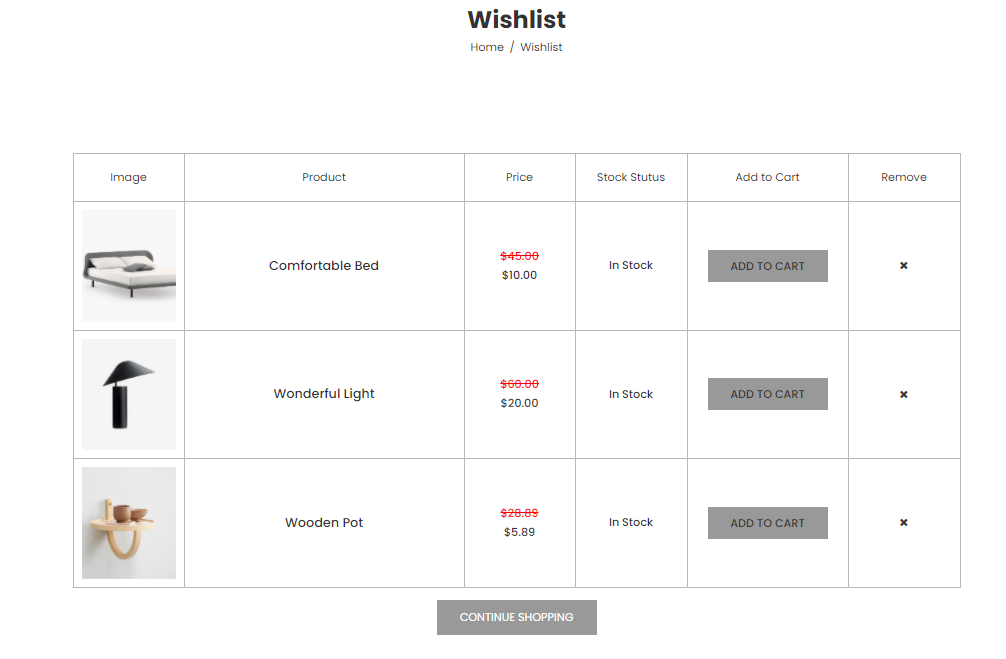 Wishlist
Home / Wishlist
Image Product Price Stock Stutus Add to Cart Remove
Comfortable Bed $45.00 In Stock ADD TO CART ×
$10.00
Wonderful Light $60.00 In Stock ADD TO CART ×
$20.00
Wooden Pot $28.89 In Stock ADD TO CART ×
$5.89
CONTINUE SHOPPING